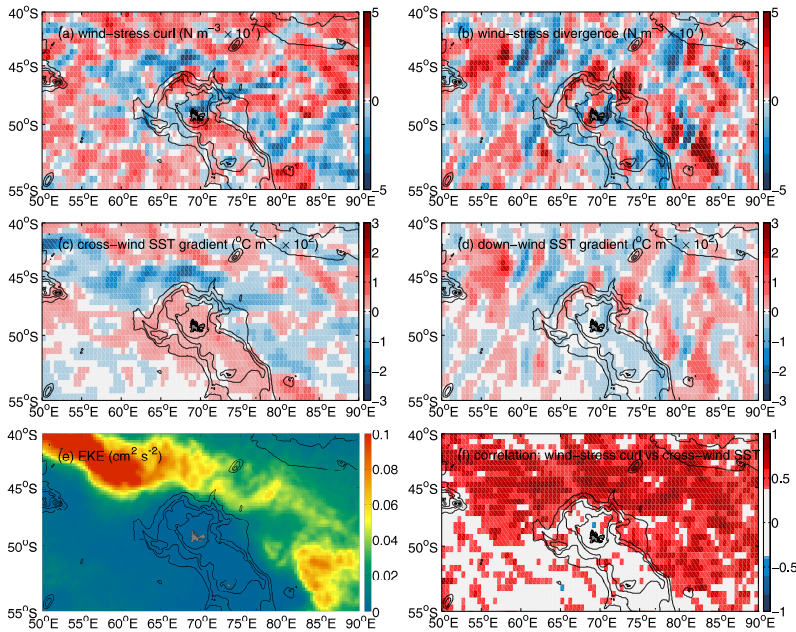 40°S
45°S
50°S
55°S
(a) wind−stress curl (N m⁻³ × 10⁷)
50°E 55°E 60°E 65°E 70°E 75°E 80°E 85°E 90°E
5
0
−5
40°S
45°S
50°S
55°S
(b) wind−stress divergence (N m⁻³ × 10⁷)
50°E 55°E 60°E 65°E 70°E 75°E 80°E 85°E 90°E
5
0
−5
40°S
45°S
50°S
55°S
(c) cross−wind SST gradient (°C m⁻¹ × 10²)
50°E 55°E 60°E 65°E 70°E 75°E 80°E 85°E 90°E
3
2
1
0
−1
−2
−3
40°S
45°S
50°S
55°S
(d) down−wind SST gradient (°C m⁻¹ × 10²)
50°E 55°E 60°E 65°E 70°E 75°E 80°E 85°E 90°E
3
2
1
0
−1
−2
−3
40°S
45°S
50°S
55°S
(e) EKE (cm² s⁻²)
50°E 55°E 60°E 65°E 70°E 75°E 80°E 85°E 90°E
0.1
0.08
0.06
0.04
0.02
0
40°S
45°S
50°S
55°S
(f) correlation: wind−stress curl vs cross−wind SST
50°E 55°E 60°E 65°E 70°E 75°E 80°E 85°E 90°E
1
0.5
0
−0.5
−1